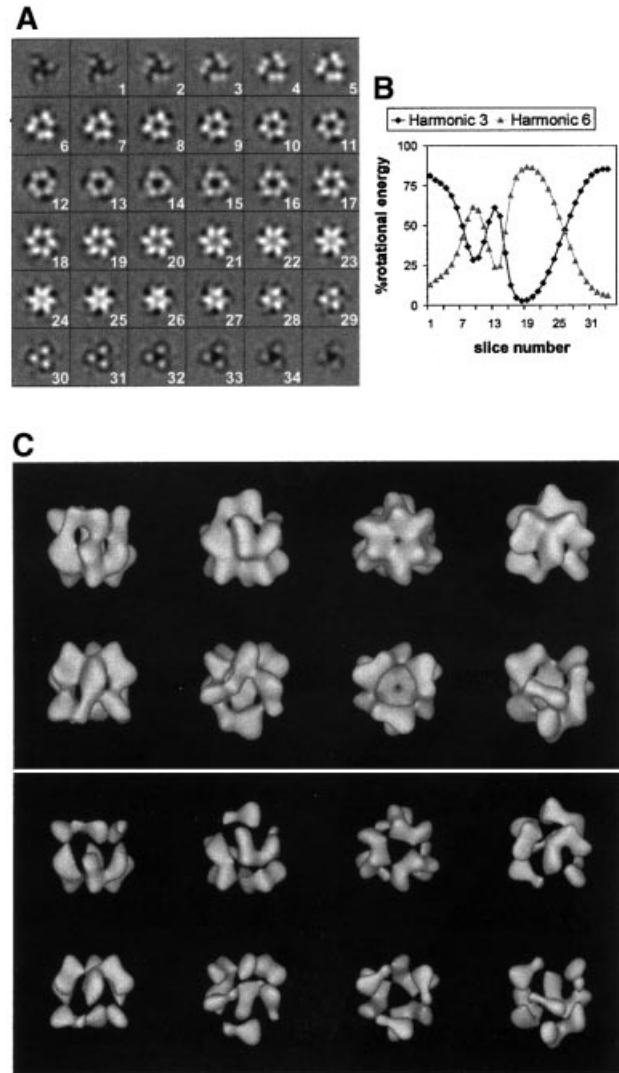 A
1 2 3 4 5
6 7 8 9 10 11
12 13 14 15 16 17
18 19 20 21 22 23
24 25 26 27 28 29
30 31 32 33 34
B
Harmonic 3 Harmonic 6
100
75
50
25
0
%rotational energy
1 7 13 19 25 31
slice number
C